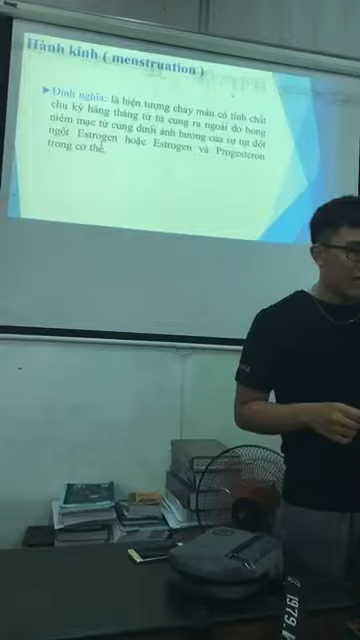 Hành kinh ( menstruation )
Định nghĩa: là hiện tượng chảy máu có tính chất
chu kỳ hàng tháng từ tử cung ra ngoài do bong
niêm mạc tử cung dưới ảnh hưởng của sự tụt đột
ngột Estrogen hoặc Estrogen và Progesteron
trong cơ thể.
1979.